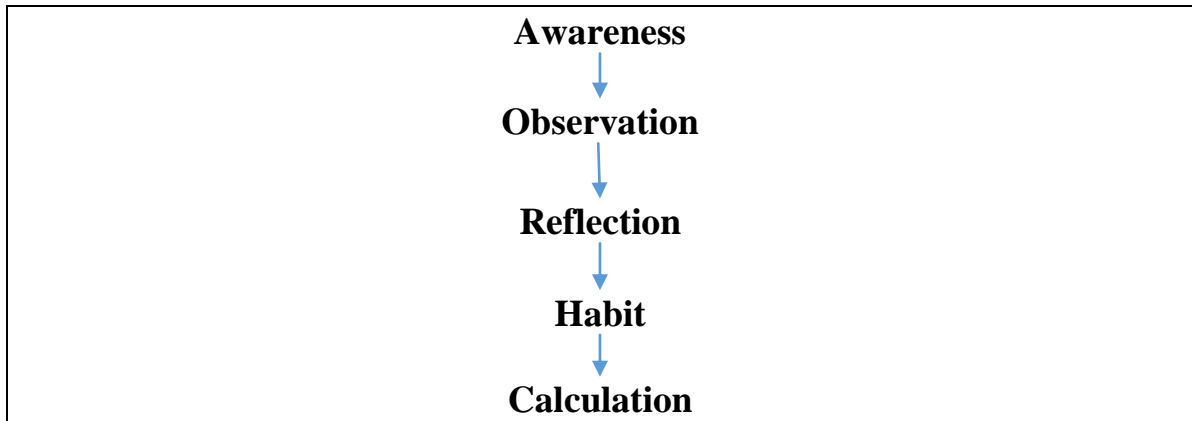 Awareness
Observation
Reflection
Habit
Calculation